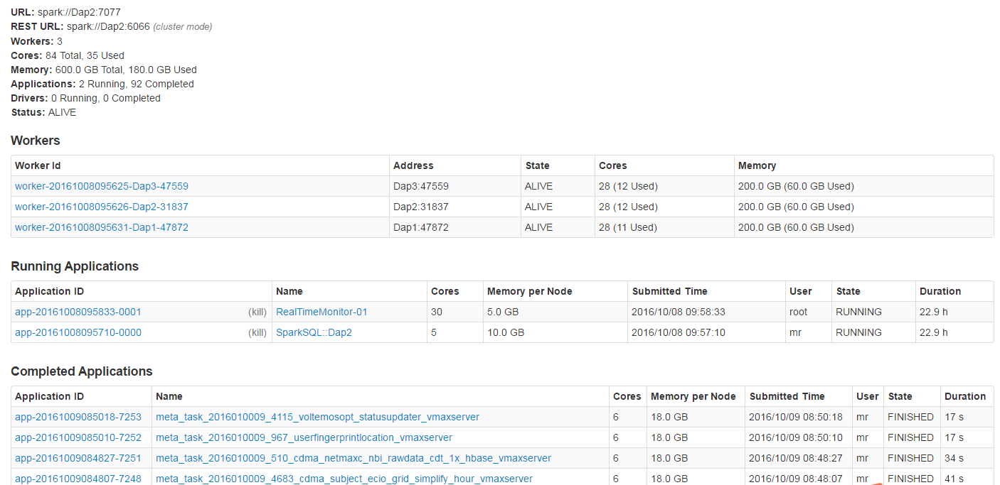 URL: spark://Dap2:7077
REST URL: spark://Dap2:6066 (cluster mode)
Workers: 3
Cores: 84 Total, 35 Used
Memory: 600.0 GB Total, 180.0 GB Used
Applications: 2 Running, 92 Completed
Drivers: 0 Running, 0 Completed
Status: ALIVE
Workers
Worker Id Address State Cores Memory
worker-20161008095625-Dap3-47559 Dap3:47559 ALIVE 28 (12 Used) 200.0 GB (60.0 GB Used)
worker-20161008095626-Dap2-31837 Dap2:31837 ALIVE 28 (12 Used) 200.0 GB (60.0 GB Used)
worker-20161008095631-Dap1-47872 Dap1:47872 ALIVE 28 (11 Used) 200.0 GB (60.0 GB Used)
Running Applications
Application ID Name Cores Memory per Node Submitted Time User State Duration
app-20161008095833-0001 (kill) RealTimeMonitor-01 30 5.0 GB 2016/10/08 09:58:33 root RUNNING 22.9 h
app-20161008095710-0000 (kill) SparkSQL::Dap2 5 10.0 GB 2016/10/08 09:57:10 mr RUNNING 22.9 h
Completed Applications
Application ID Name Cores Memory per Node Submitted Time User State Duration
app-20161009085018-7253 meta_task_2016010009_4115_voltemosopt_statusupdater_vmaxserver 6 18.0 GB 2016/10/09 08:50:18 mr FINISHED 17 s
app-20161009085010-7252 meta_task_2016010009_967_userfingerprintlocation_vmaxserver 6 18.0 GB 2016/10/09 08:50:10 mr FINISHED 17 s
app-20161009084827-7251 meta_task_2016010009_510_cdma_netmaxc_nbi_rawdata_cdt_1x_hbase_vmaxserver 6 18.0 GB 2016/10/09 08:48:27 mr FINISHED 34 s
app-20161009084807-7248 meta_task_2016010009_4683_cdma_subject_ecio_grid_simplify_hour_vmaxserver 6 18.0 GB 2016/10/09 08:48:07 mr FINISHED 41 s